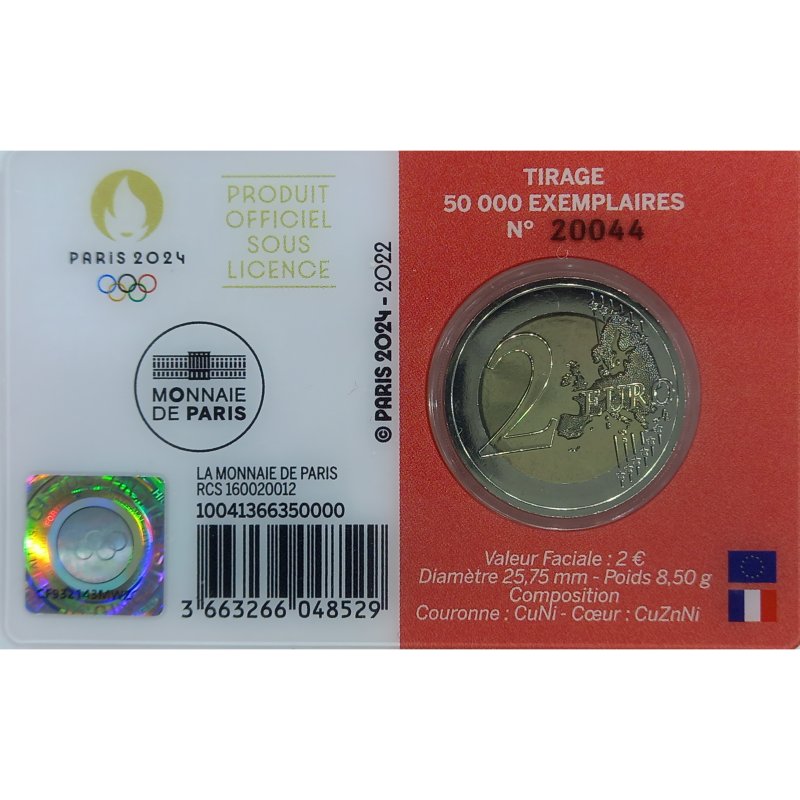 PARIS 2024
PRODUIT
OFFICIEL
SOUS
LICENCE
© PARIS 2024 - 2022
MONNAIE
DE PARIS
LA MONNAIE DE PARIS
RCS 160020012
10041366350000
3 663266 048529
CF932143MWZ
TIRAGE
50 000 EXEMPLAIRES
N° 20044
2 EURO
Valeur Faciale : 2 €
Diamètre 25,75 mm - Poids 8,50 g
Composition
Couronne : CuNi - Cœur : CuZnNi